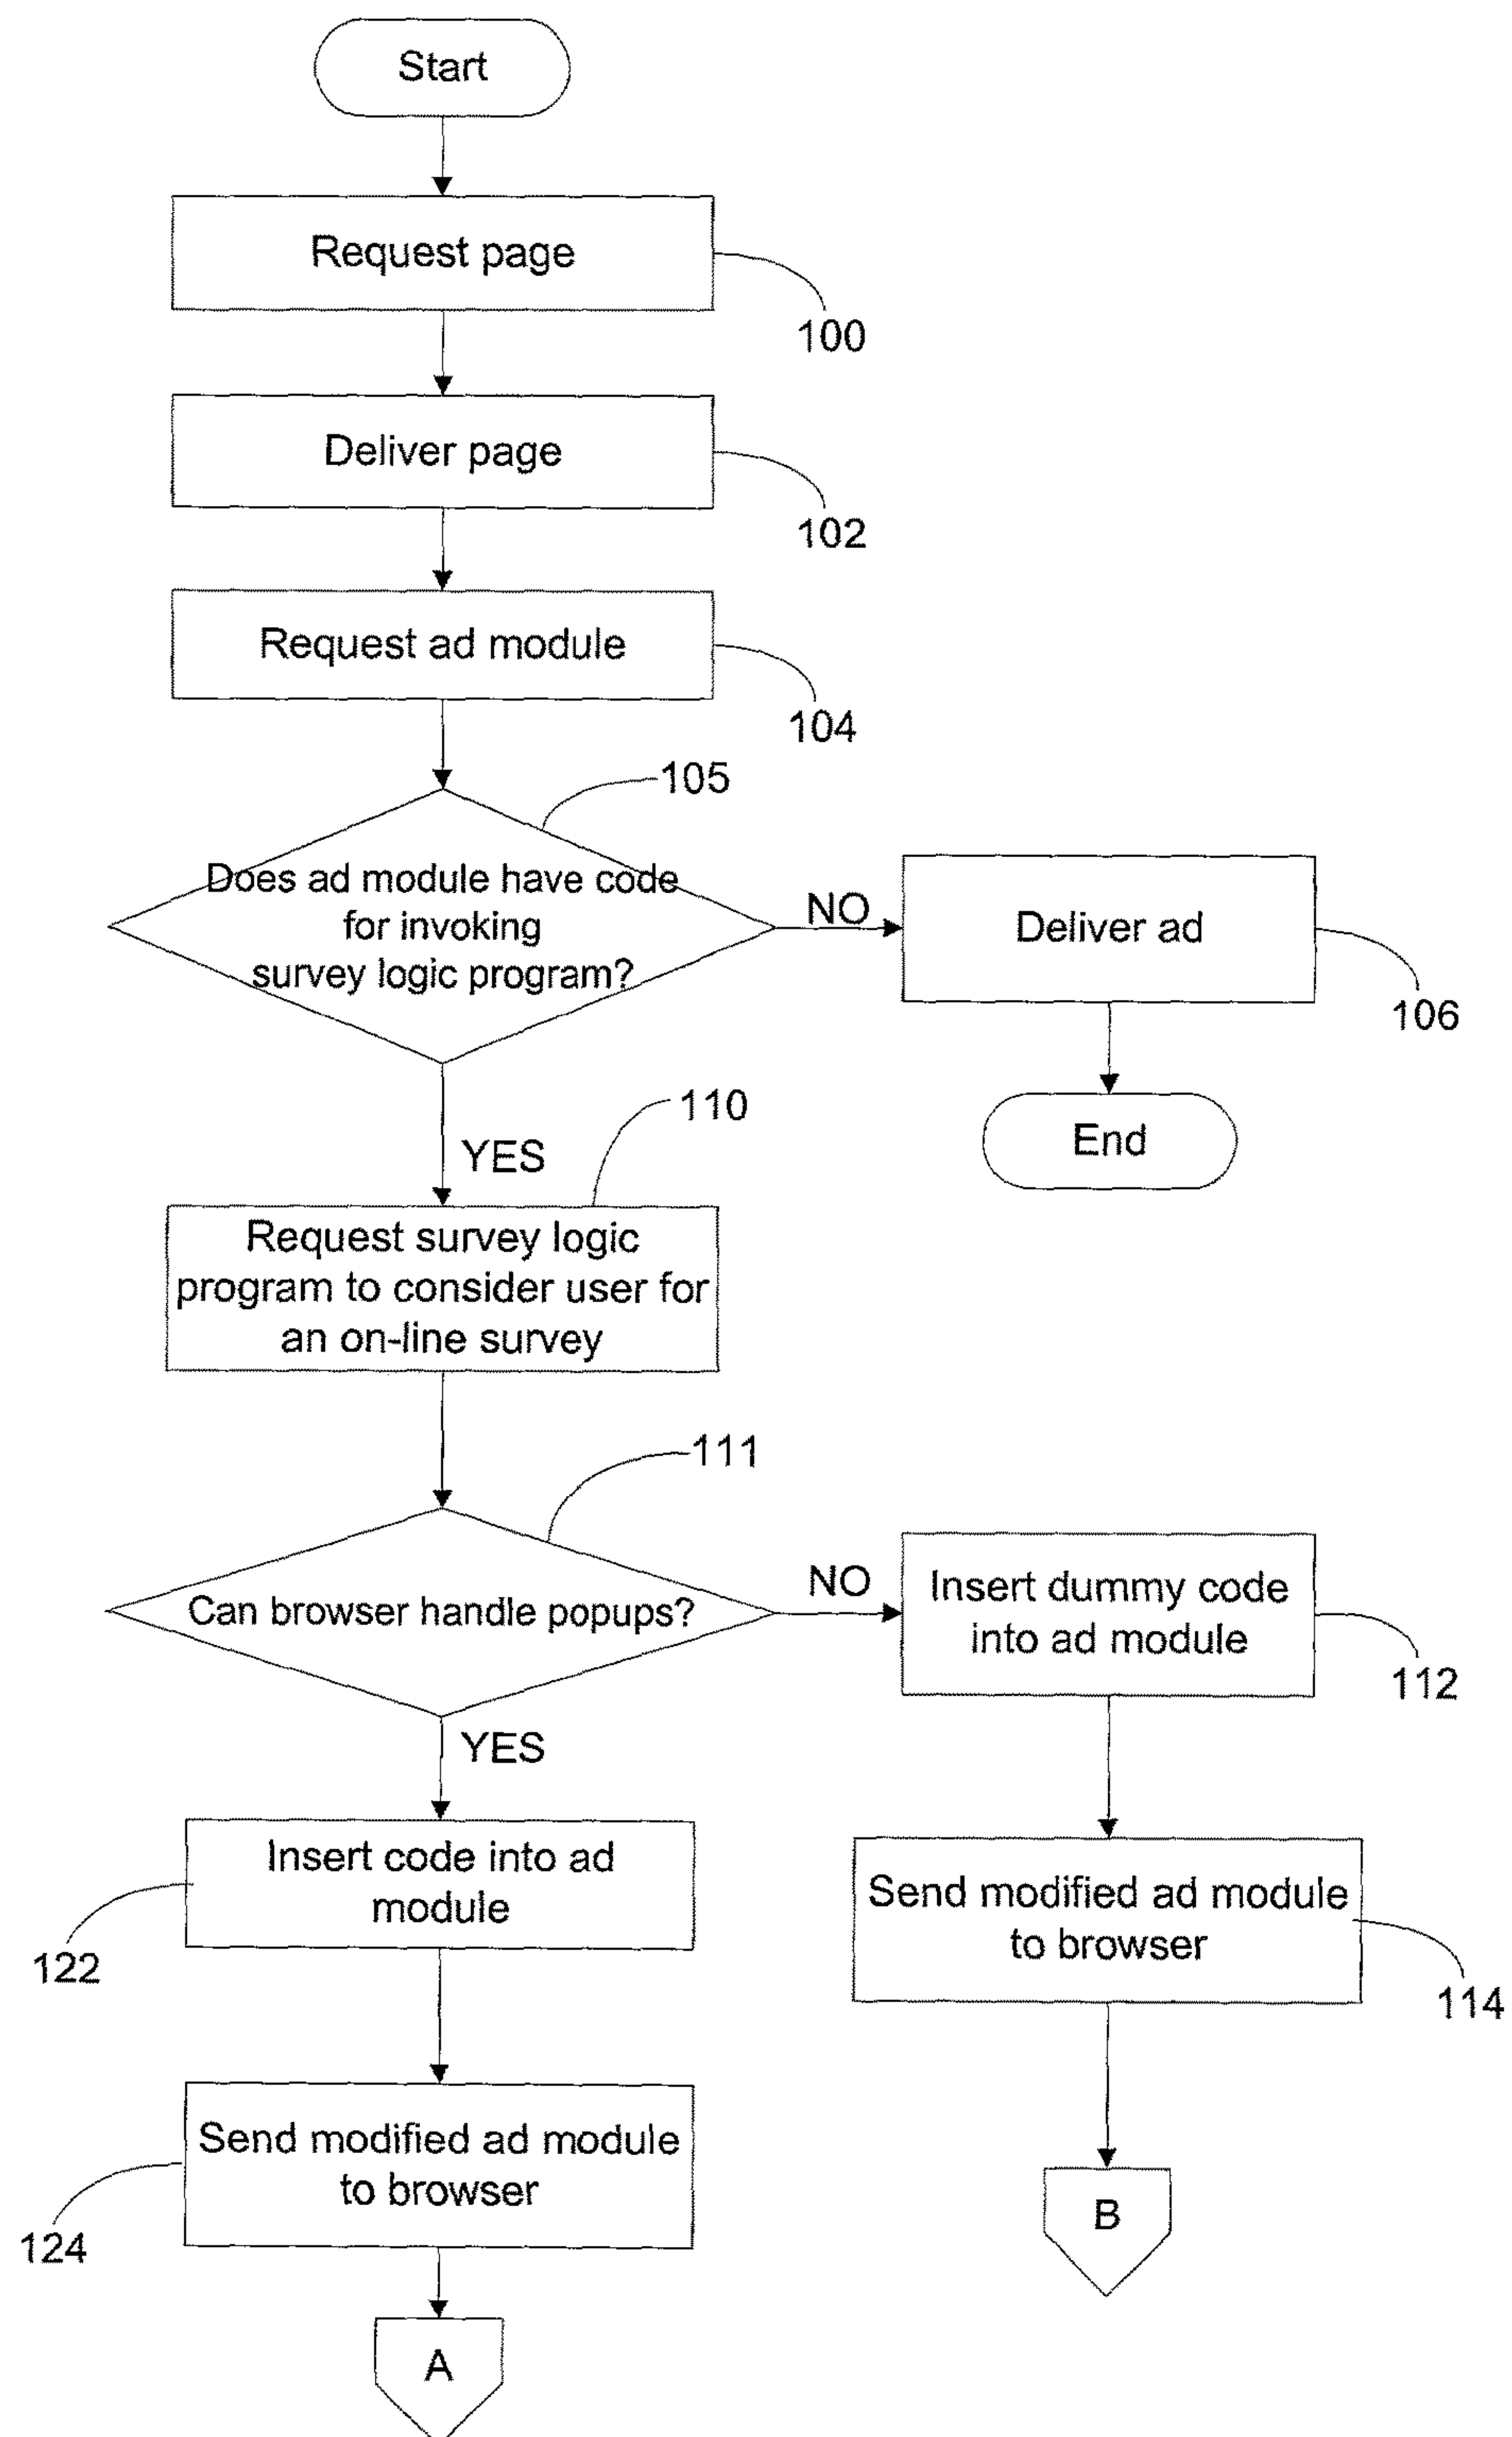 Start
Request page
100
Deliver page
102
Request ad module
104
105
Does ad module have code
for invoking
survey logic program?
NO
Deliver ad
106
End
YES
110
Request survey logic
program to consider user for
an on-line survey
111
Can browser handle popups?
NO
Insert dummy code
into ad module
112
YES
Insert code into ad
module
122
Send modified ad module
to browser
114
Send modified ad module
to browser
124
B
A